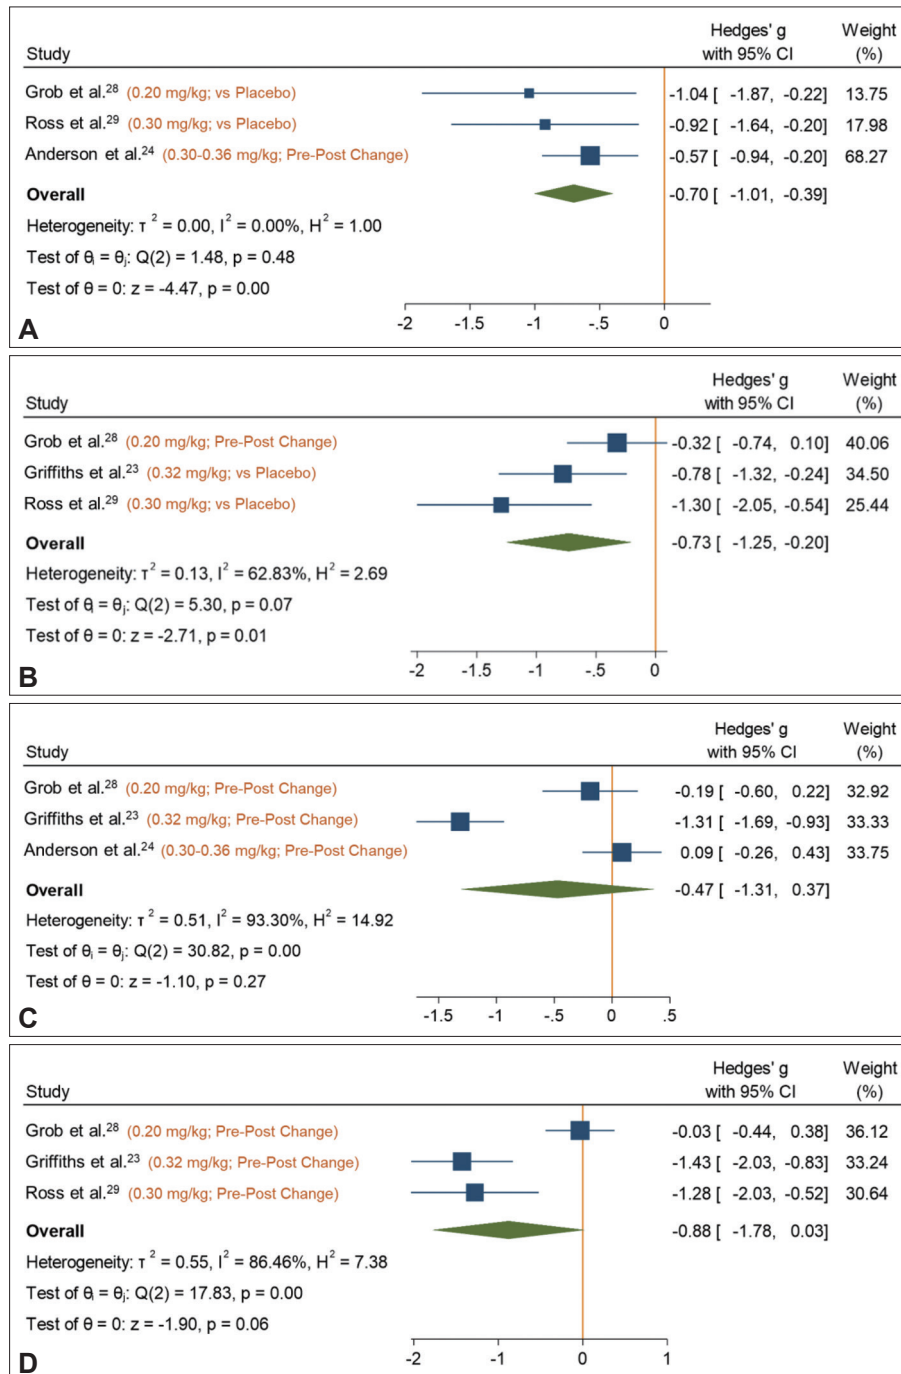 Hedges' g Weight
Study with 95% CI (%)
Grob et al.28 (0.20 mg/kg; vs Placebo) -1.04 [ -1.87, -0.22] 13.75
Ross et al.29 (0.30 mg/kg; vs Placebo) -0.92 [ -1.64, -0.20] 17.98
Anderson et al.24 (0.30-0.36 mg/kg; Pre-Post Change) -0.57 [ -0.94, -0.20] 68.27
Overall -0.70 [ -1.01, -0.39]
Heterogeneity: τ2 = 0.00, I2 = 0.00%, H2 = 1.00
Test of θi = θj: Q(2) = 1.48, p = 0.48
Test of θ = 0: z = -4.47, p = 0.00
-2 -1.5 -1 -.5 0
A
Hedges' g Weight
Study with 95% CI (%)
Grob et al.28 (0.20 mg/kg; Pre-Post Change) -0.32 [ -0.74, 0.10] 40.06
Griffiths et al.23 (0.32 mg/kg; vs Placebo) -0.78 [ -1.32, -0.24] 34.50
Ross et al.29 (0.30 mg/kg; vs Placebo) -1.30 [ -2.05, -0.54] 25.44
Overall -0.73 [ -1.25, -0.20]
Heterogeneity: τ2 = 0.13, I2 = 62.83%, H2 = 2.69
Test of θi = θj: Q(2) = 5.30, p = 0.07
Test of θ = 0: z = -2.71, p = 0.01
-2 -1.5 -1 -.5 0
B
Hedges' g Weight
Study with 95% CI (%)
Grob et al.28 (0.20 mg/kg; Pre-Post Change) -0.19 [ -0.60, 0.22] 32.92
Griffiths et al.23 (0.32 mg/kg; Pre-Post Change) -1.31 [ -1.69, -0.93] 33.33
Anderson et al.24 (0.30-0.36 mg/kg; Pre-Post Change) 0.09 [ -0.26, 0.43] 33.75
Overall -0.47 [ -1.31, 0.37]
Heterogeneity: τ2 = 0.51, I2 = 93.30%, H2 = 14.92
Test of θi = θj: Q(2) = 30.82, p = 0.00
Test of θ = 0: z = -1.10, p = 0.27
-1.5 -1 -.5 0 .5
C
Hedges' g Weight
Study with 95% CI (%)
Grob et al.28 (0.20 mg/kg; Pre-Post Change) -0.03 [ -0.44, 0.38] 36.12
Griffiths et al.23 (0.32 mg/kg; Pre-Post Change) -1.43 [ -2.03, -0.83] 33.24
Ross et al.29 (0.30 mg/kg; Pre-Post Change) -1.28 [ -2.03, -0.52] 30.64
Overall -0.88 [ -1.78, 0.03]
Heterogeneity: τ2 = 0.55, I2 = 86.46%, H2 = 7.38
Test of θi = θj: Q(2) = 17.83, p = 0.00
Test of θ = 0: z = -1.90, p = 0.06
-2 -1 0 1
D